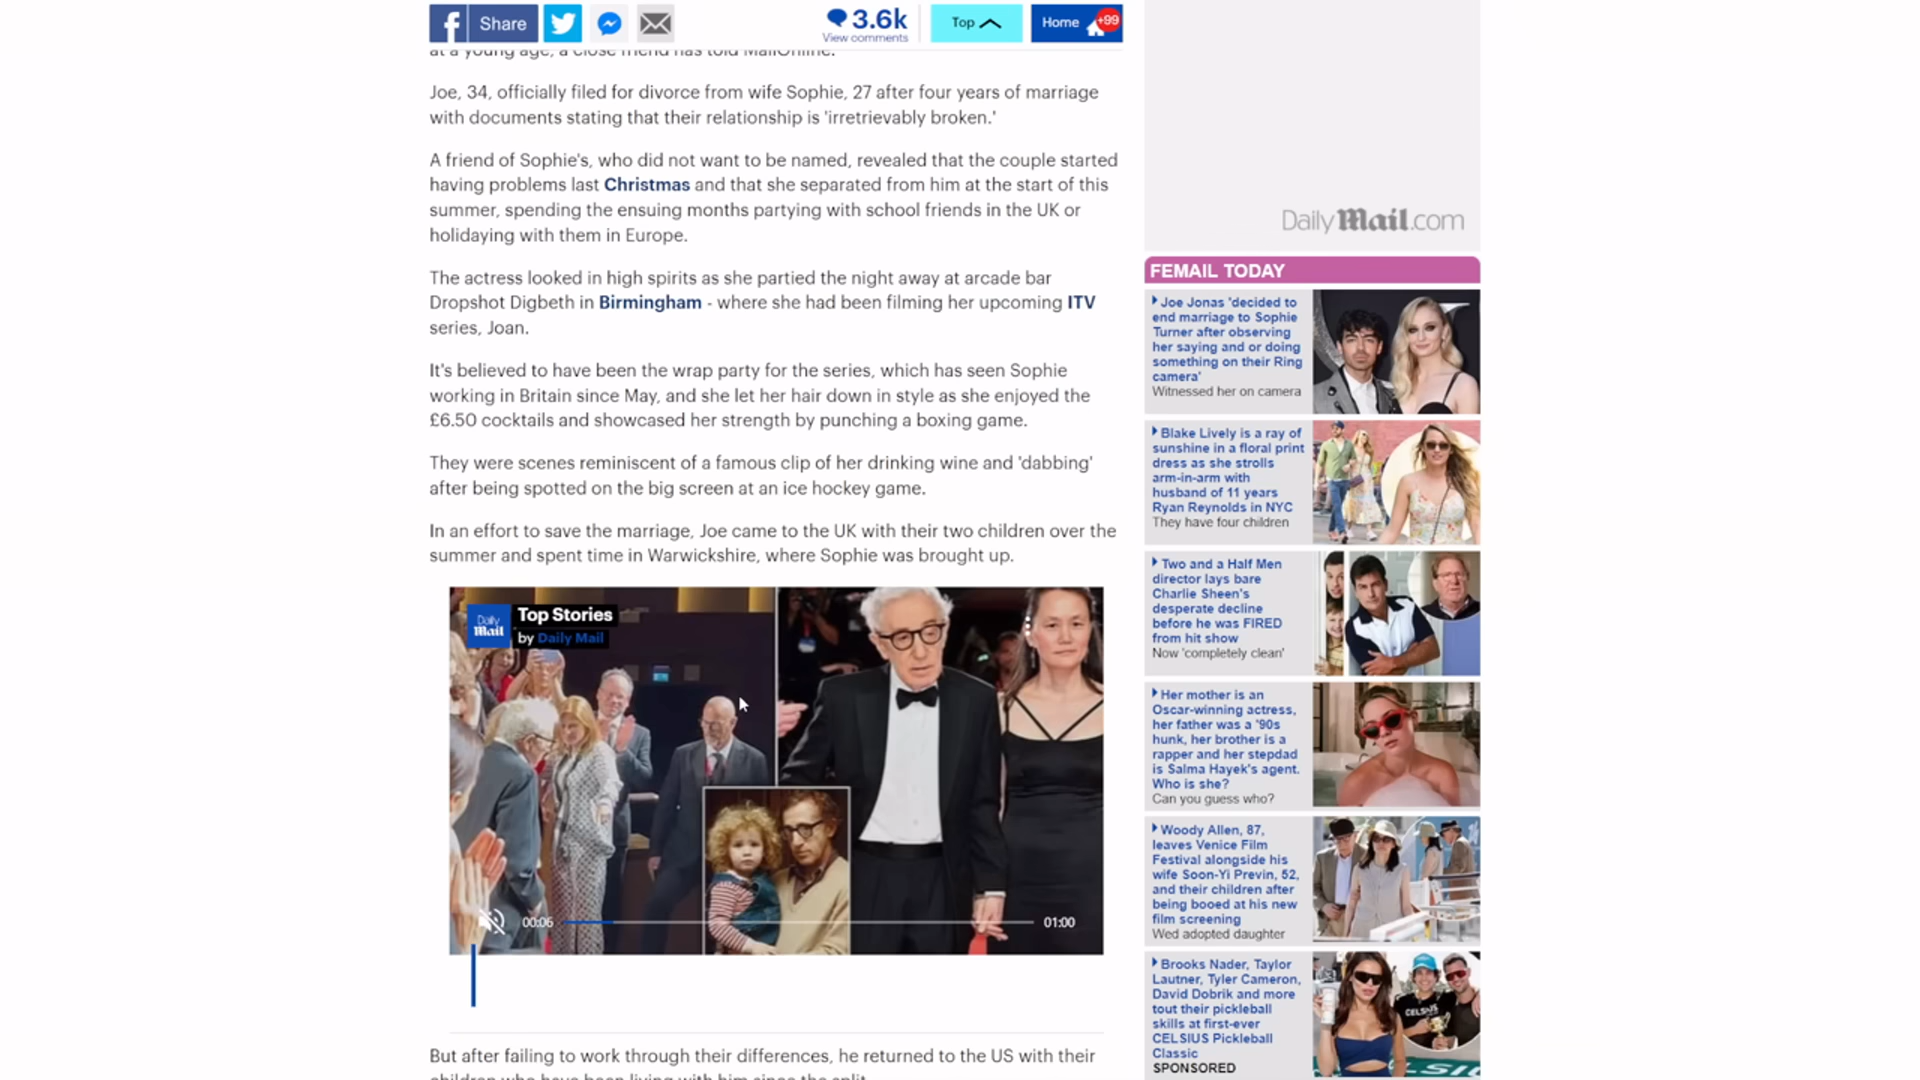 Share
3.6k
View comments
Top
Home
+99
at a young age, a close friend has told MailOnline.
Joe, 34, officially filed for divorce from wife Sophie, 27 after four years of marriage
with documents stating that their relationship is 'irretrievably broken.'
A friend of Sophie's, who did not want to be named, revealed that the couple started
having problems last Christmas and that she separated from him at the start of this
summer, spending the ensuing months partying with school friends in the UK or
holidaying with them in Europe.
The actress looked in high spirits as she partied the night away at arcade bar
Dropshot Digbeth in Birmingham - where she had been filming her upcoming ITV
series, Joan.
It's believed to have been the wrap party for the series, which has seen Sophie
working in Britain since May, and she let her hair down in style as she enjoyed the
£6.50 cocktails and showcased her strength by punching a boxing game.
They were scenes reminiscent of a famous clip of her drinking wine and 'dabbing'
after being spotted on the big screen at an ice hockey game.
In an effort to save the marriage, Joe came to the UK with their two children over the
summer and spent time in Warwickshire, where Sophie was brought up.
Daily
Mail
Top Stories
by Daily Mail
00:06
01:00
But after failing to work through their differences, he returned to the US with their
children who have been living with him since the split.
Daily Mail.com
FEMAIL TODAY
Joe Jonas 'decided to
end marriage to Sophie
Turner after observing
her saying and or doing
something on their Ring
camera'
Witnessed her on camera
Blake Lively is a ray of
sunshine in a floral print
dress as she strolls
arm-in-arm with
husband of 11 years
Ryan Reynolds in NYC
They have four children
Two and a Half Men
director lays bare
Charlie Sheen's
desperate decline
before he was FIRED
from hit show
Now 'completely clean'
Her mother is an
Oscar-winning actress,
her father was a '90s
hunk, her brother is a
rapper and her stepdad
is Salma Hayek's agent.
Who is she?
Can you guess who?
Woody Allen, 87,
leaves Venice Film
Festival alongside his
wife Soon-Yi Previn, 52,
and their children after
being booed at his new
film screening
Wed adopted daughter
Brooks Nader, Taylor
Lautner, Tyler Cameron,
David Dobrik and more
tout their pickleball
skills at first-ever
CELSIUS Pickleball
Classic
SPONSORED
CELSIUS